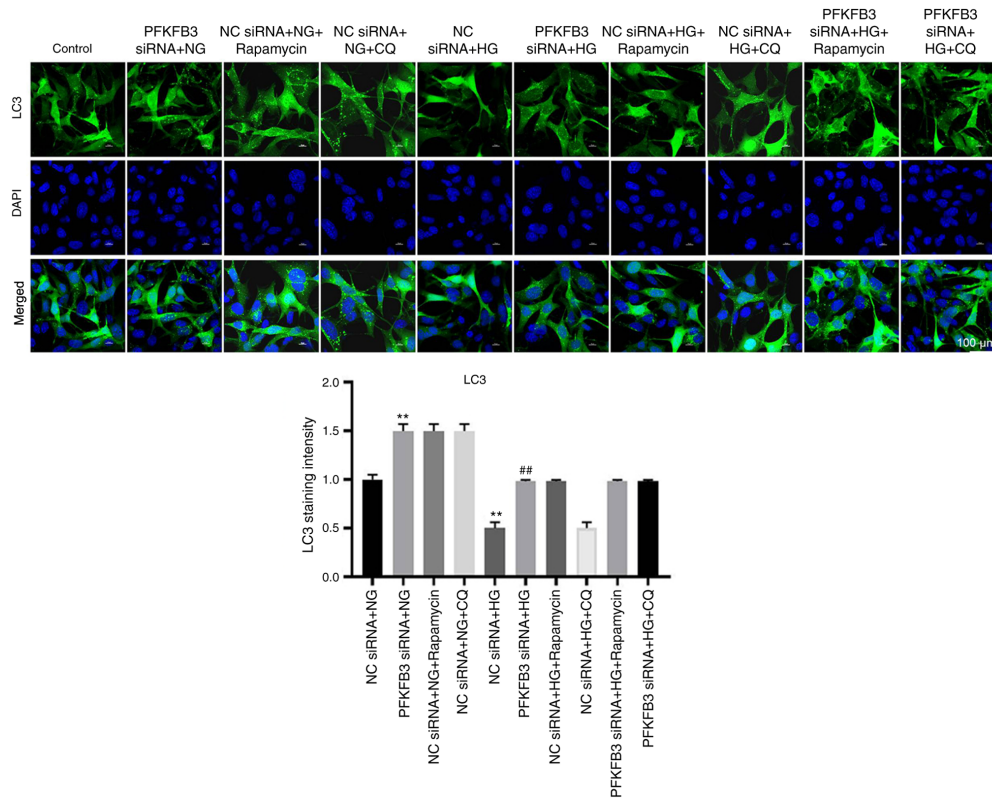 Control
PFKFB3
siRNA+NG
NC siRNA+NG+
Rapamycin
NC siRNA+
NG+CQ
NC
siRNA+HG
PFKFB3
siRNA+HG
NC siRNA+HG+
Rapamycin
NC siRNA+
HG+CQ
PFKFB3
siRNA+HG+
Rapamycin
PFKFB3
siRNA+
HG+CQ
LC3
DAPI
Merged
100 µm
LC3
LC3 staining intensity
2.0
1.5
1.0
0.5
0.0
**
**
##
NC siRNA+NG
PFKFB3 siRNA+NG
NC siRNA+NG+Rapamycin
NC siRNA+NG+CQ
NC siRNA+HG
PFKFB3 siRNA+HG
NC siRNA+HG+Rapamycin
NC siRNA+HG+CQ
PFKFB3 siRNA+HG+Rapamycin
PFKFB3 siRNA+HG+CQ